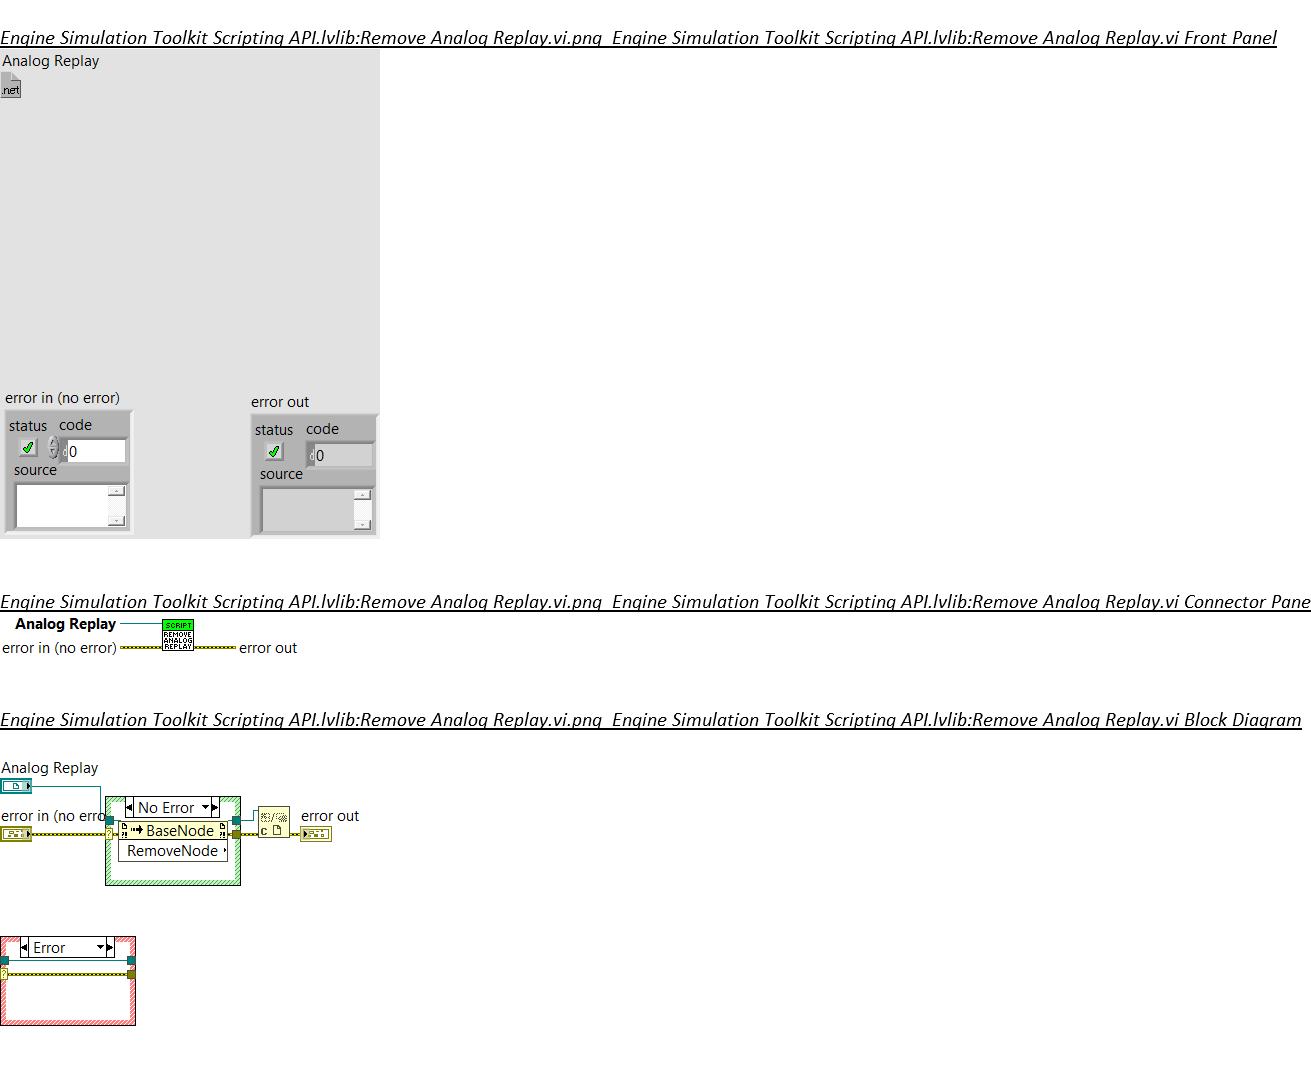 Engine Simulation Toolkit Scripting API.lvlib:Remove Analog Replay.vi.png Engine Simulation Toolkit Scripting API.lvlib:Remove Analog Replay.vi Front Panel
Analog Replay
.net
error in (no error)
error out
status code
status code
d 0
d 0
source
source
Engine Simulation Toolkit Scripting API.lvlib:Remove Analog Replay.vi.png Engine Simulation Toolkit Scripting API.lvlib:Remove Analog Replay.vi Connector Pane
Analog Replay
SCRIPT
REMOVE
ANALOG
REPLAY
error in (no error)
error out
Engine Simulation Toolkit Scripting API.lvlib:Remove Analog Replay.vi.png Engine Simulation Toolkit Scripting API.lvlib:Remove Analog Replay.vi Block Diagram
Analog Replay
No Error
error in (no erro
error out
?! BaseNode ?!
? C
RemoveNode
Error
?